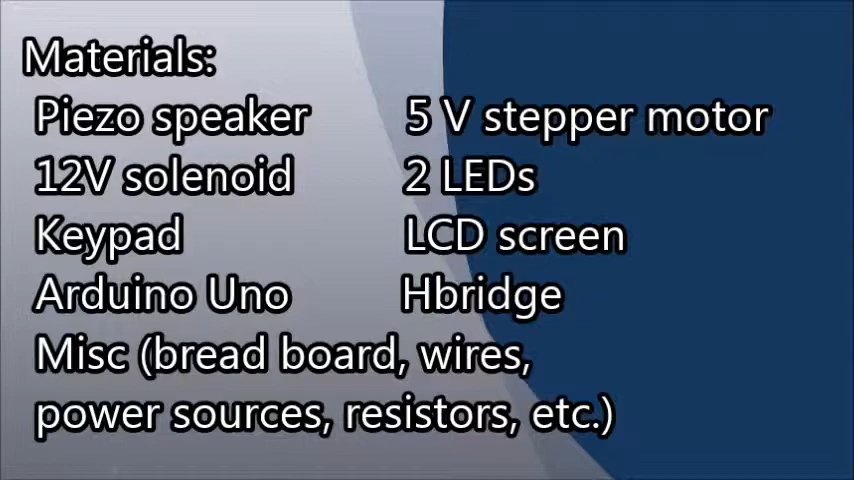 Materials:
Piezo speaker 5 V stepper motor
12V solenoid 2 LEDs
Keypad LCD screen
Arduino Uno Hbridge
Misc (bread board, wires,
power sources, resistors, etc.)